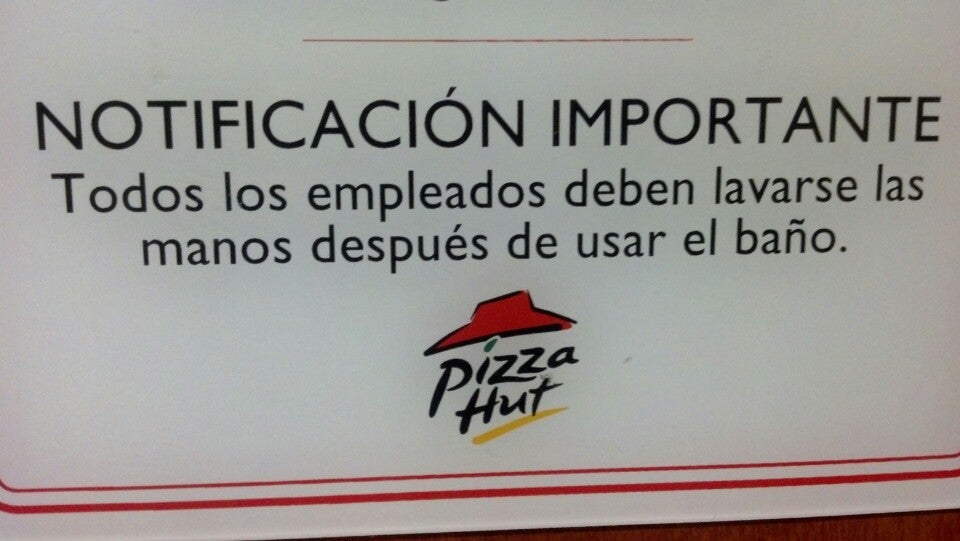 NOTIFICACIÓN IMPORTANTE
Todos los empleados deben lavarse las
manos después de usar el baño.
Pizza
Hut